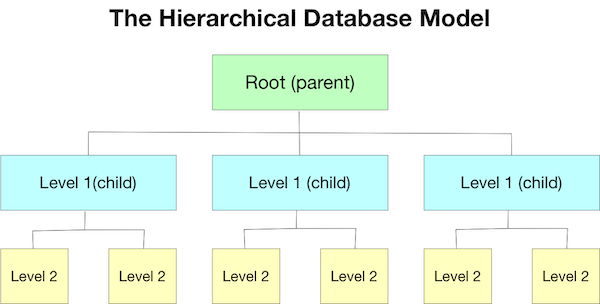 The Hierarchical Database Model
Root (parent)
Level 1(child)
Level 1 (child)
Level 1 (child)
Level 2
Level 2
Level 2
Level 2
Level 2
Level 2